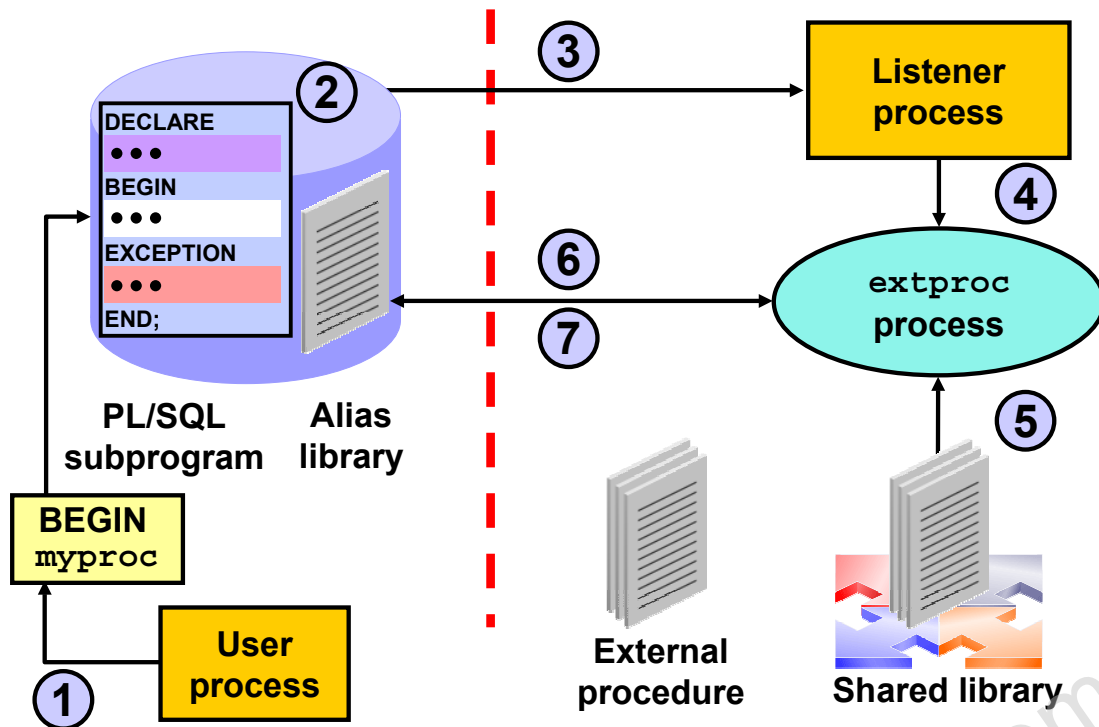 3
Listener
process
2
DECLARE
•••
BEGIN
•••
EXCEPTION
•••
END;
4
6
extproc
process
7
PL/SQL
subprogram
Alias
library
5
BEGIN
myproc
User
process
1
External
procedure
Shared library
om